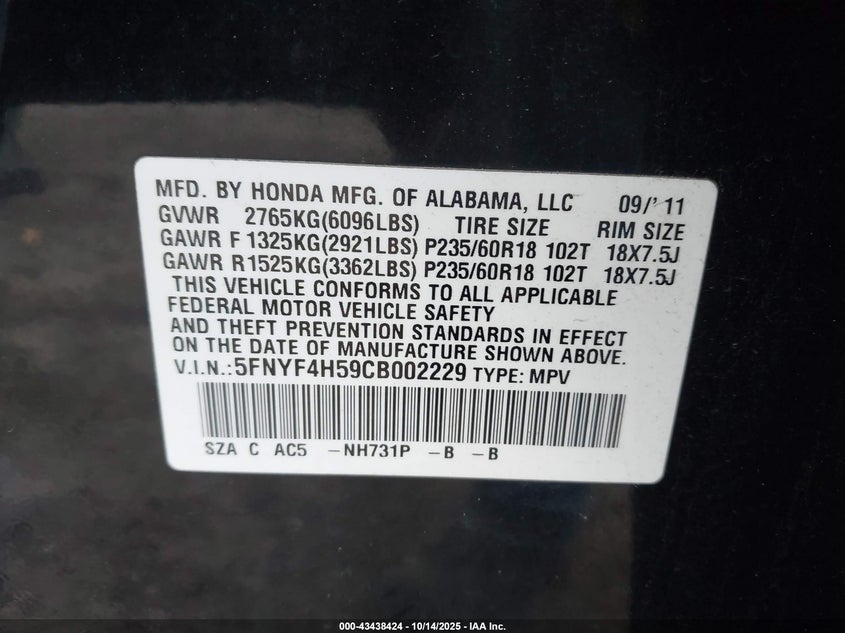 MFD. BY HONDA MFG. OF ALABAMA, LLC 09/'11
GVWR 2765KG(6096LBS) TIRE SIZE RIM SIZE
GAWR F 1325KG(2921LBS) P235/60R18 102T 18X7.5J
GAWR R1525KG(3362LBS) P235/60R18 102T 18X7.5J
THIS VEHICLE CONFORMS TO ALL APPLICABLE
FEDERAL MOTOR VEHICLE SAFETY
AND THEFT PREVENTION STANDARDS IN EFFECT
ON THE DATE OF MANUFACTURE SHOWN ABOVE.
V.I.N.:5FNYF4H59CB002229 TYPE: MPV
SZA C AC5 -NH731P -B -B
000-43438424 | 10/14/2025 - IAA Inc.